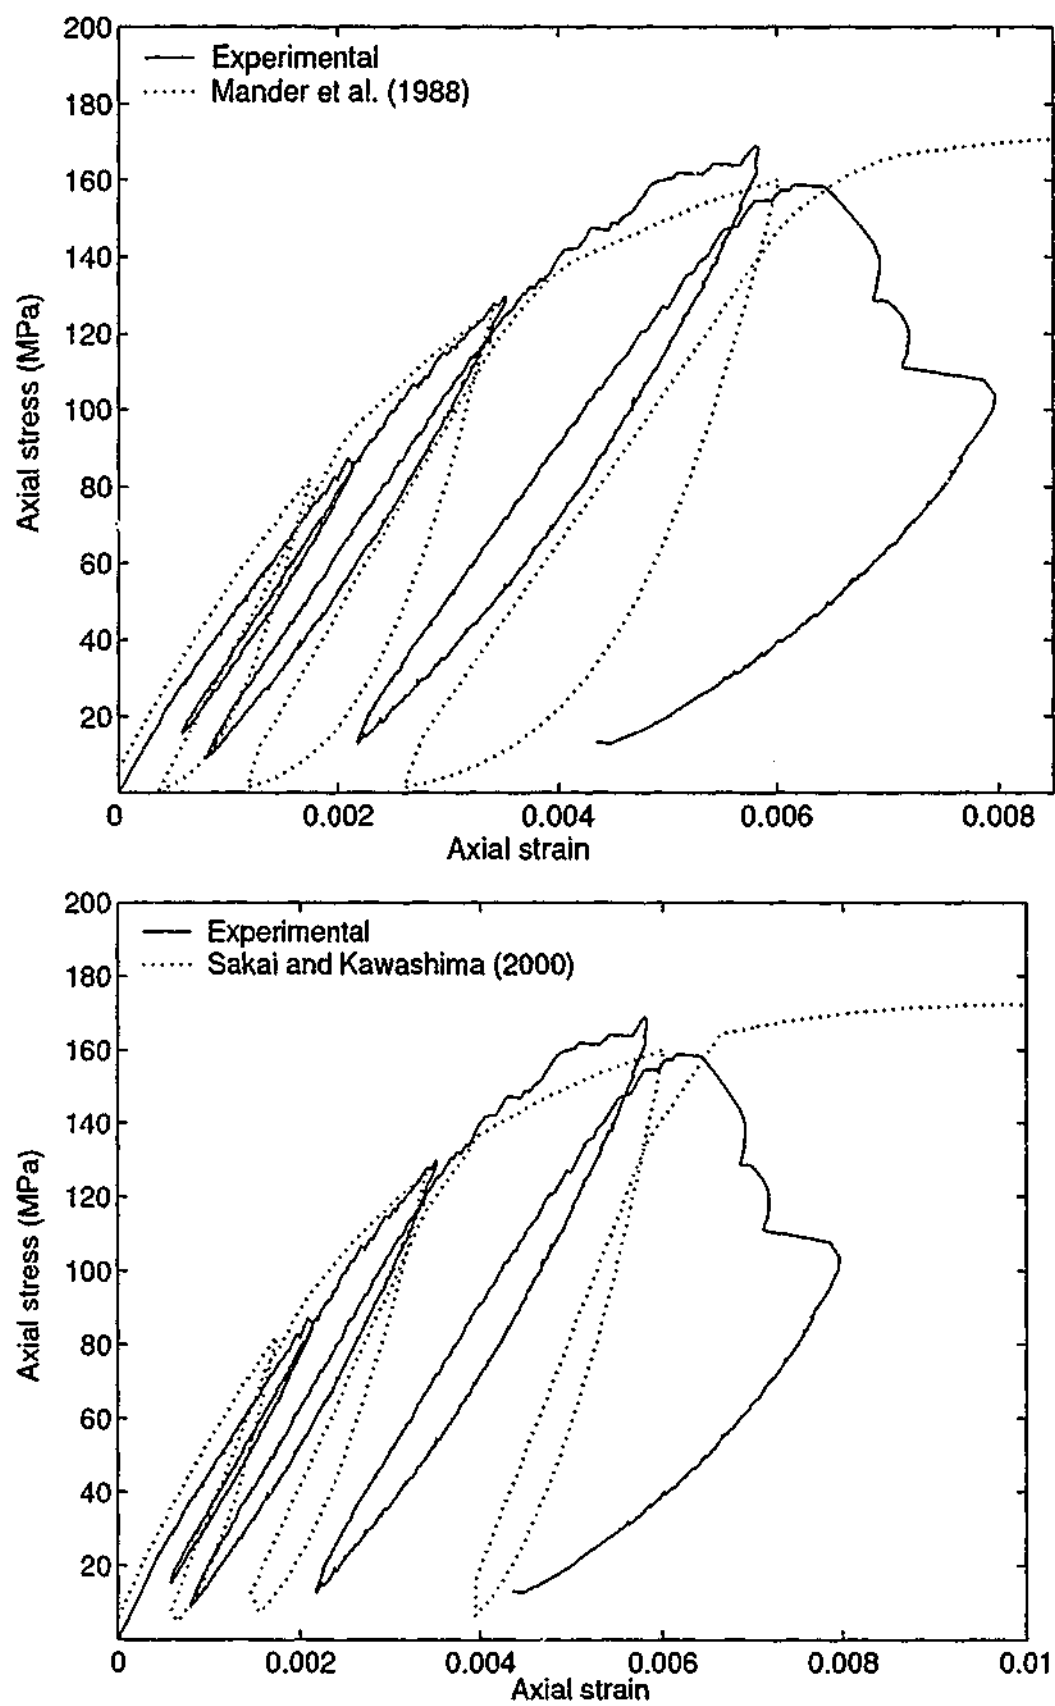 200
Experimental
Mander et al. (1988)
180
160
140
120
100
80
60
40
20
Axial stress (MPa)
0 0.002 0.004 0.006 0.008
Axial strain
200
Experimental
Sakai and Kawashima (2000)
180
160
140
120
100
80
60
40
20
Axial stress (MPa)
0 0.002 0.004 0.006 0.008 0.01
Axial strain